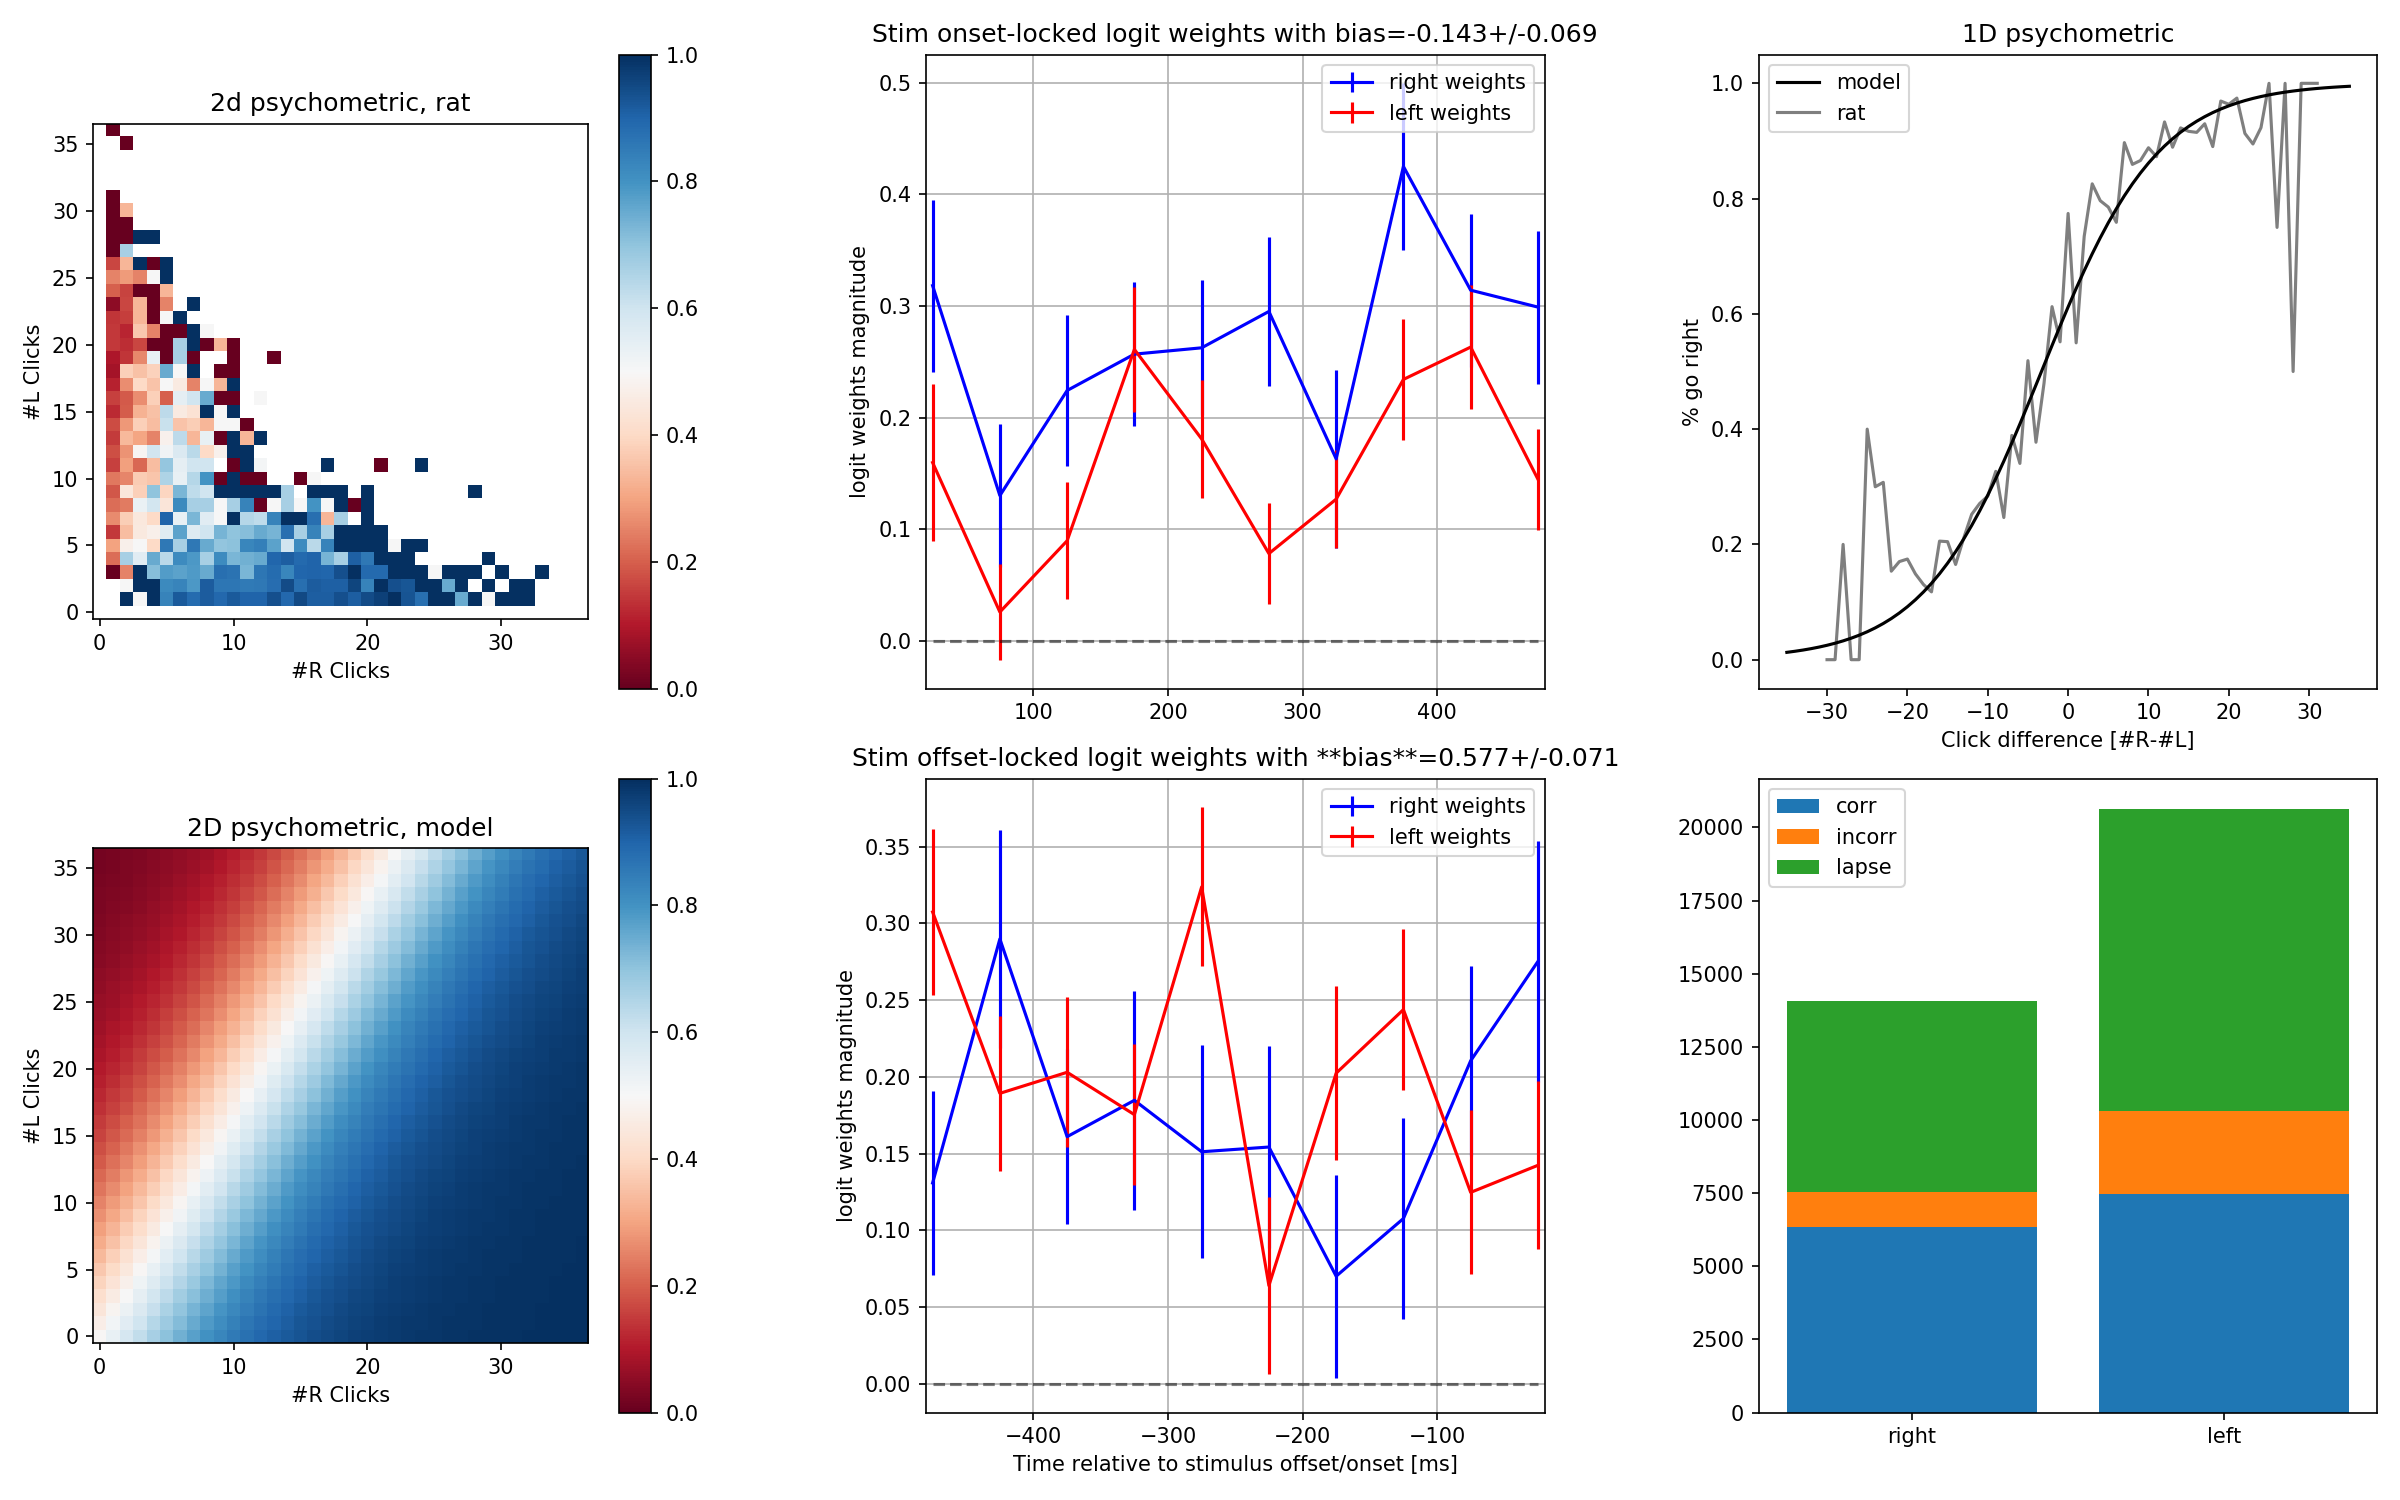 2d psychometric, rat
#L Clicks
35
30
25
20
15
10
5
0
0 10 20 30
#R Clicks
1.0
0.8
0.6
0.4
0.2
0.0
Stim onset-locked logit weights with bias=-0.143+/-0.069
right weights
left weights
logit weights magnitude
0.5
0.4
0.3
0.2
0.1
0.0
100 200 300 400
1D psychometric
model
rat
% go right
1.0
0.8
0.6
0.4
0.2
0.0
−30 −20 −10 0 10 20 30
Click difference [#R-#L]
2D psychometric, model
#L Clicks
35
30
25
20
15
10
5
0
0 10 20 30
#R Clicks
1.0
0.8
0.6
0.4
0.2
0.0
Stim offset-locked logit weights with **bias**=0.577+/-0.071
right weights
left weights
logit weights magnitude
0.35
0.30
0.25
0.20
0.15
0.10
0.05
0.00
−400 −300 −200 −100
Time relative to stimulus offset/onset [ms]
corr
incorr
lapse
20000
17500
15000
12500
10000
7500
5000
2500
0
right left